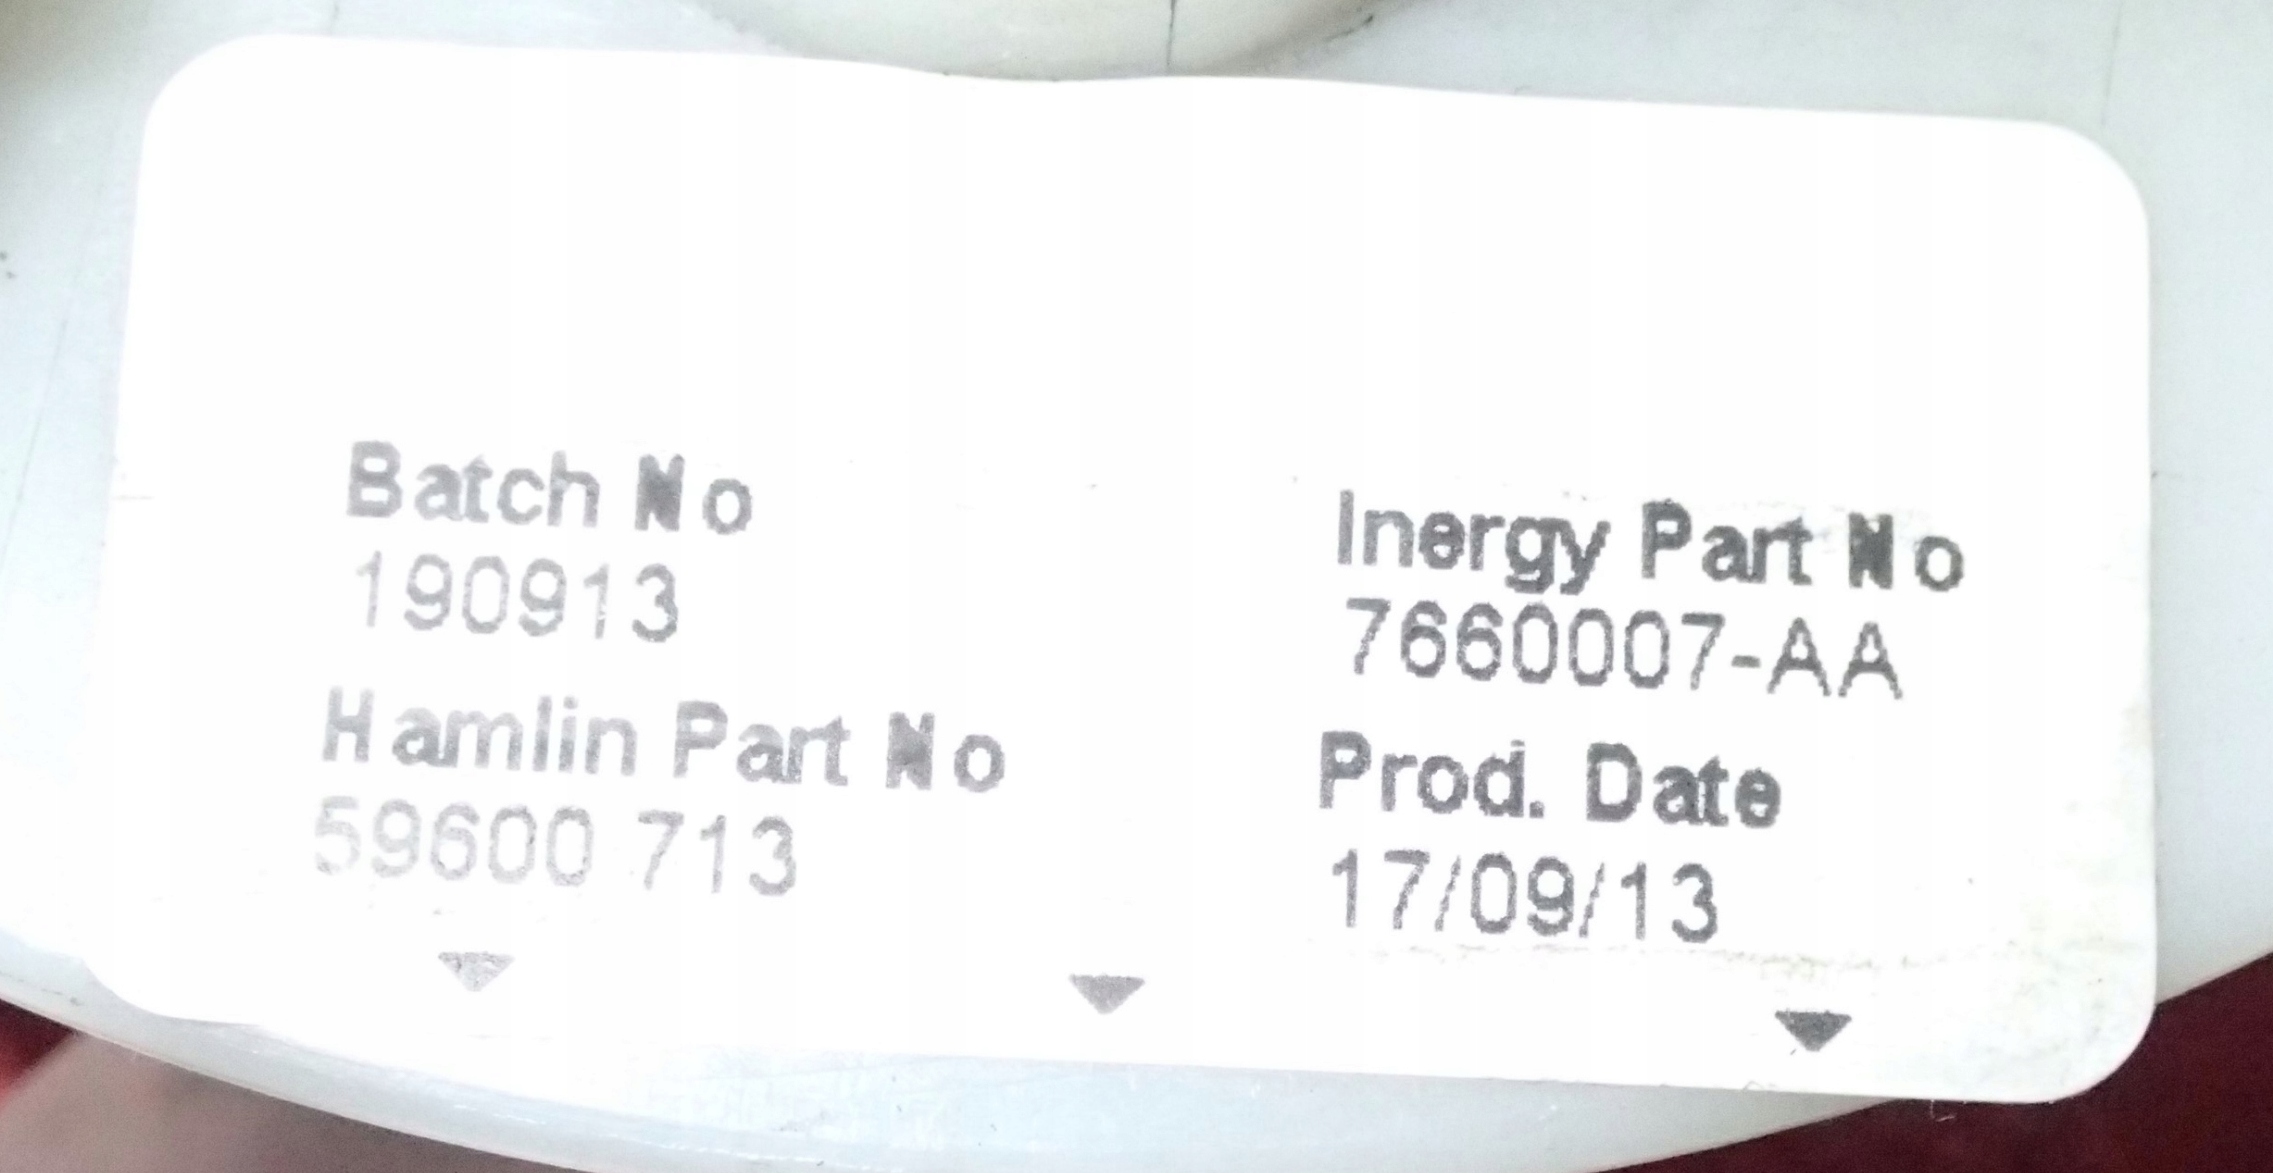 Batch No
190913
Hamlin Part No
59600 713
Inergy Part No
7660007-AA
Prod. Date
17/09/13